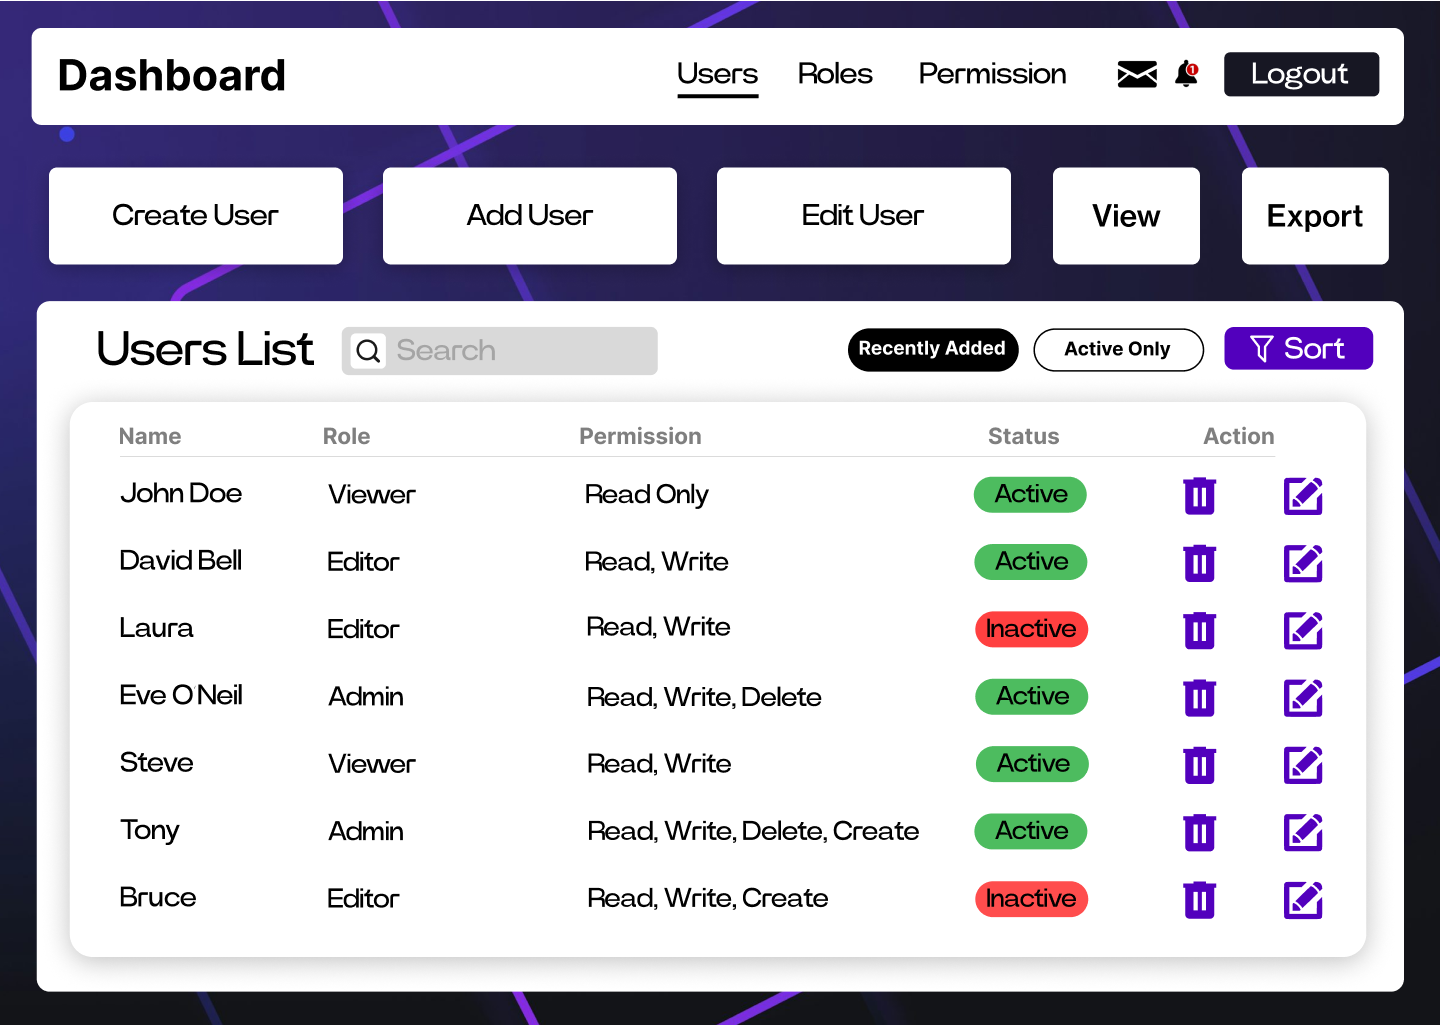 Dashboard Users Roles Permission 1 Logout
Create User Add User Edit User View Export
Users List Search Recently Added Active Only Sort
Name Role Permission Status Action
John Doe Viewer Read Only Active
David Bell Editor Read, Write Active
Laura Editor Read, Write Inactive
Eve O'Neil Admin Read, Write, Delete Active
Steve Viewer Read, Write Active
Tony Admin Read, Write, Delete, Create Active
Bruce Editor Read, Write, Create Inactive